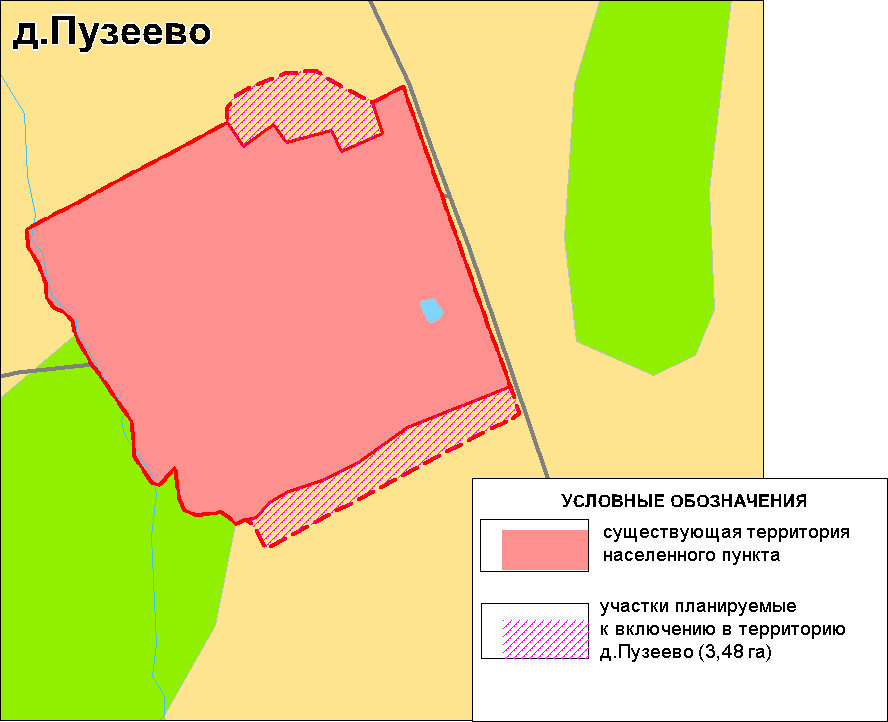 д.Пузеево
УСЛОВНЫЕ ОБОЗНАЧЕНИЯ
существующая территория
населенного пункта
участки планируемые
к включению в территорию
д.Пузеево (3,48 га)